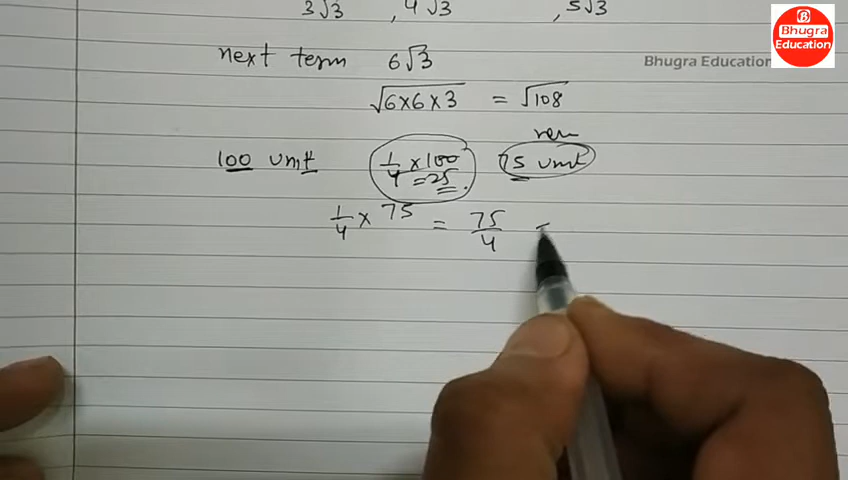 3√3 , 4√3 , 5√3
Bhugra
Education
next term 6√3
Bhugra Education
√6×6×3 = √108
rem
100 unit 1/4 × 100 = 25. 75 unit
1/4 × 75 = 75/4 =